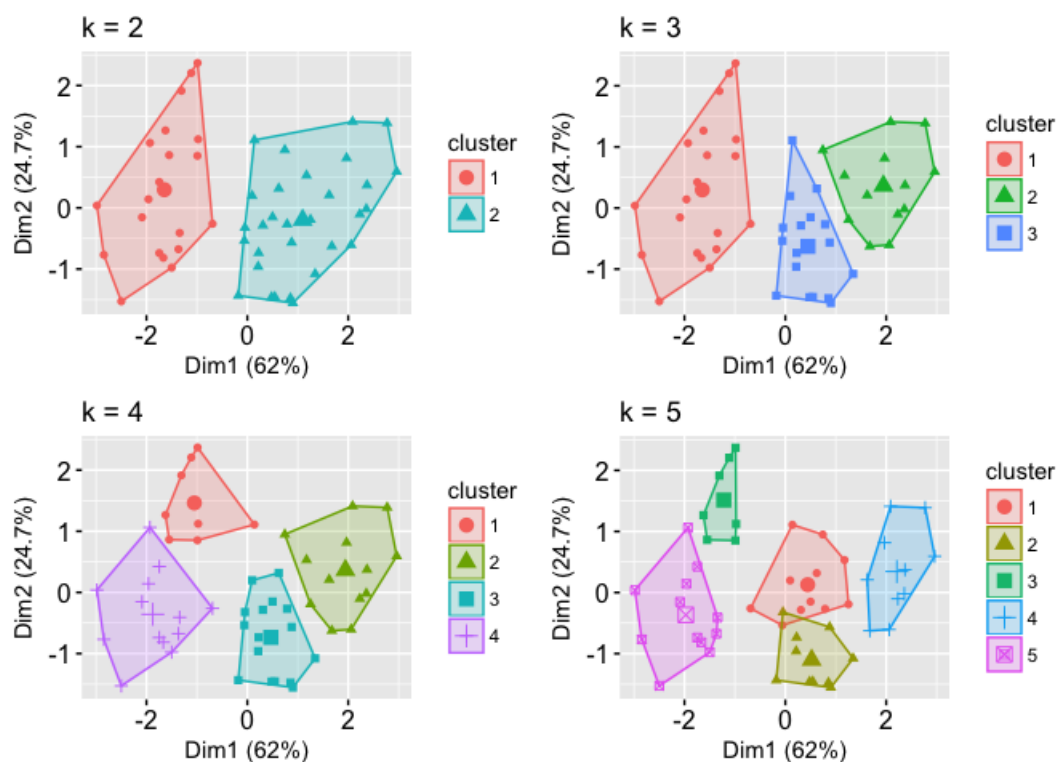 k = 2
2
1
0
-1
Dim2 (24.7%)
-2 0 2
Dim1 (62%)
cluster
1
2
k = 3
2
1
0
-1
Dim2 (24.7%)
-2 0 2
Dim1 (62%)
cluster
1
2
3
k = 4
2
1
0
-1
Dim2 (24.7%)
-2 0 2
Dim1 (62%)
cluster
1
2
3
4
k = 5
2
1
0
-1
Dim2 (24.7%)
-2 0 2
Dim1 (62%)
cluster
1
2
3
4
5